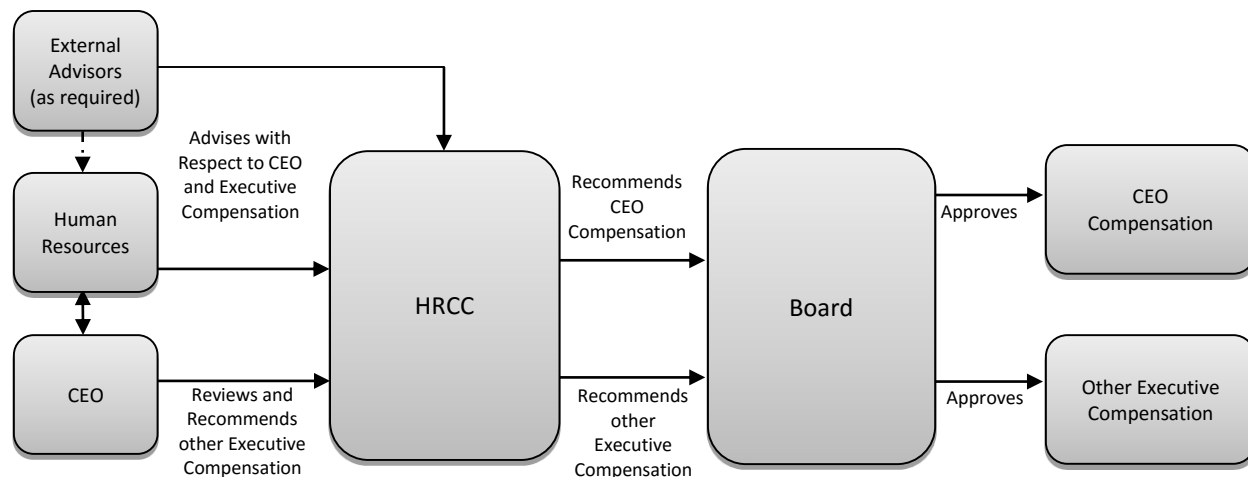 External
Advisors
(as required)
Advises with
Respect to CEO
and Executive
Compensation
Human
Resources
CEO
Reviews and
Recommends
other Executive
Compensation
HRCC
Recommends
CEO
Compensation
Recommends
other
Executive
Compensation
Board
Approves
CEO
Compensation
Approves
Other Executive
Compensation